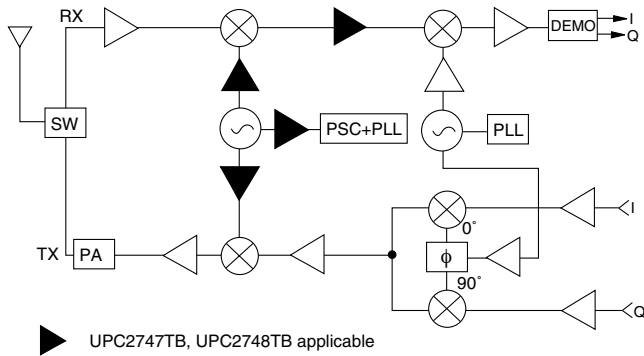 RX
DEMO
I
Q
SW
PSC+PLL
PLL
I
0°
TX
PA
ϕ
90°
Q
UPC2747TB, UPC2748TB applicable